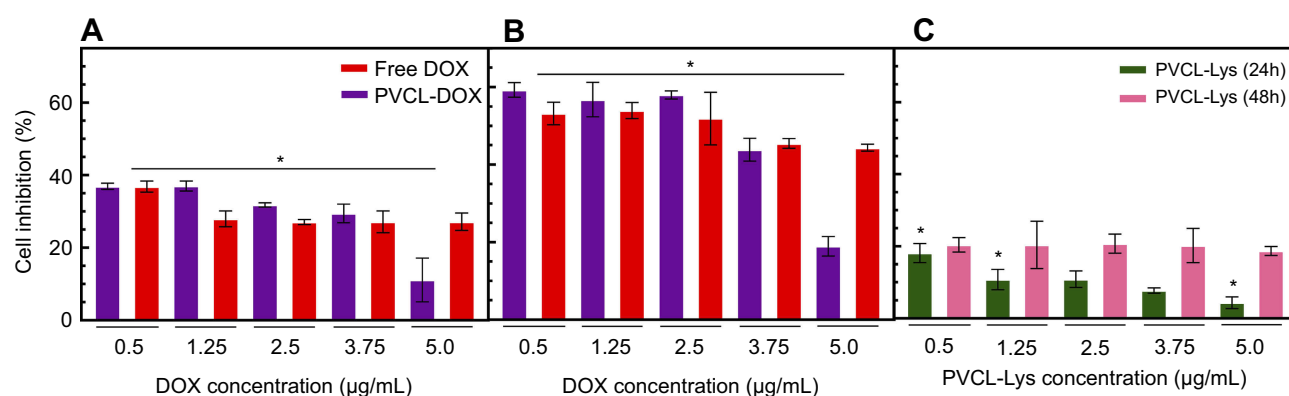 A
B
C
Free DOX
PVCL-DOX
*
*
PVCL-Lys (24h)
PVCL-Lys (48h)
*
*
*
Cell inhibition (%)
60
40
20
0
0.5 1.25 2.5 3.75 5.0
DOX concentration (µg/mL)
0.5 1.25 2.5 3.75 5.0
DOX concentration (µg/mL)
0.5 1.25 2.5 3.75 5.0
PVCL-Lys concentration (µg/mL)